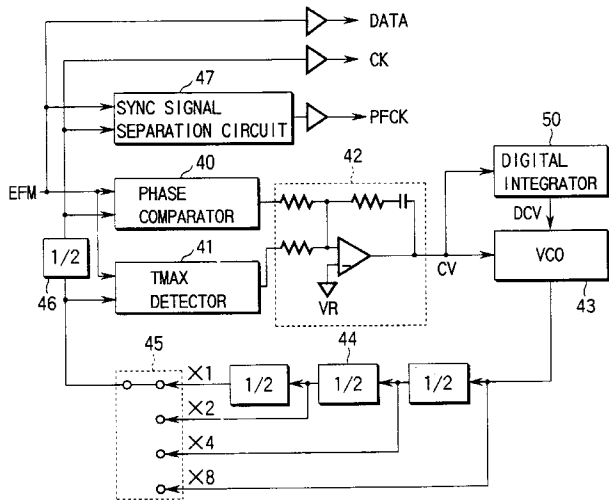 DATA
CK
47
SYNC SIGNAL
SEPARATION CIRCUIT
PFCK
50
DIGITAL
INTEGRATOR
40
42
EFM
PHASE
COMPARATOR
DCV
1/2
46
41
TMAX
DETECTOR
VR
CV
VCO
43
45
44
×1
1/2
1/2
1/2
×2
×4
×8